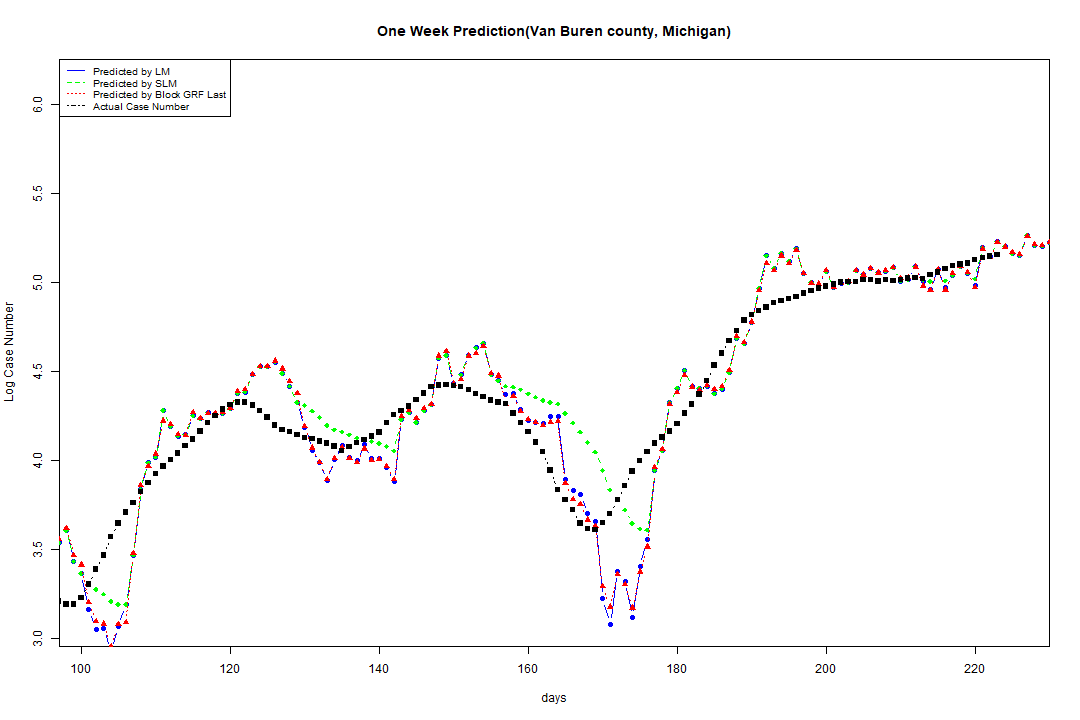 One Week Prediction(Van Buren county, Michigan)
Predicted by LM
Predicted by SLM
Predicted by Block GRF Last
Actual Case Number
6.0
5.5
5.0
4.5
4.0
3.5
3.0
Log Case Number
100 120 140 160 180 200 220
days